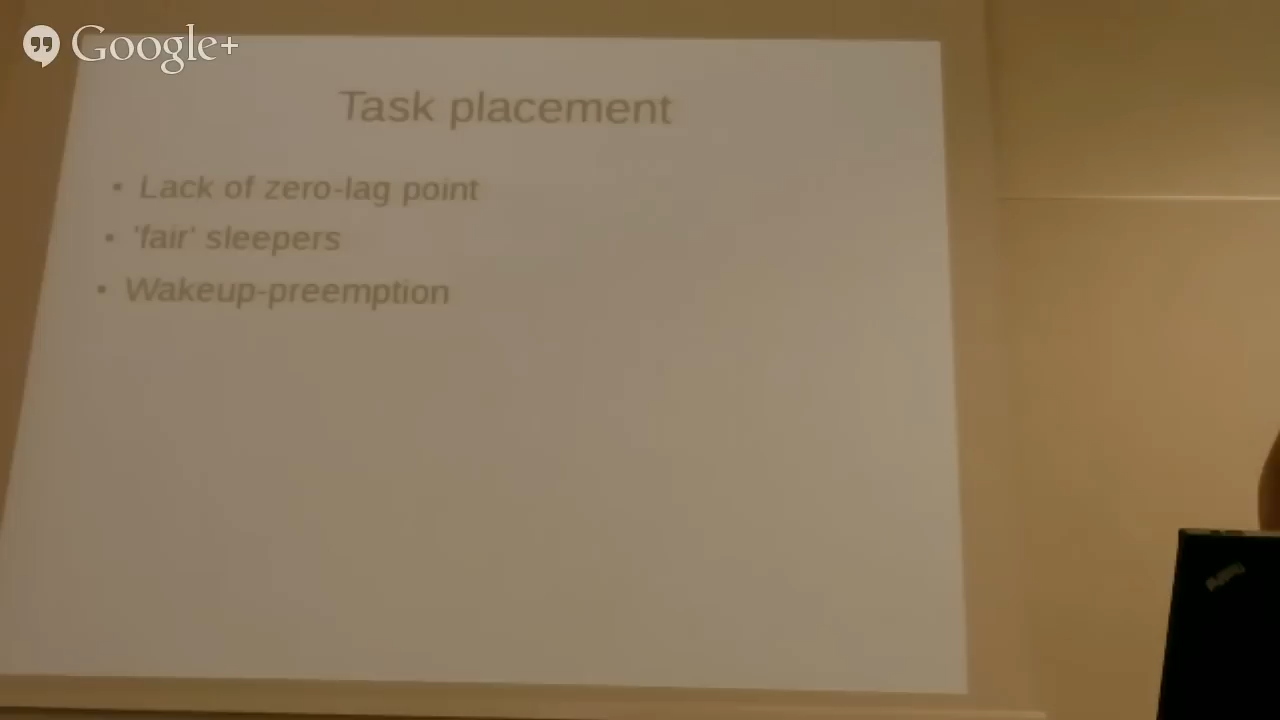 Google+
Task placement
• Lack of zero-lag point
• 'fair' sleepers
• Wakeup-preemption